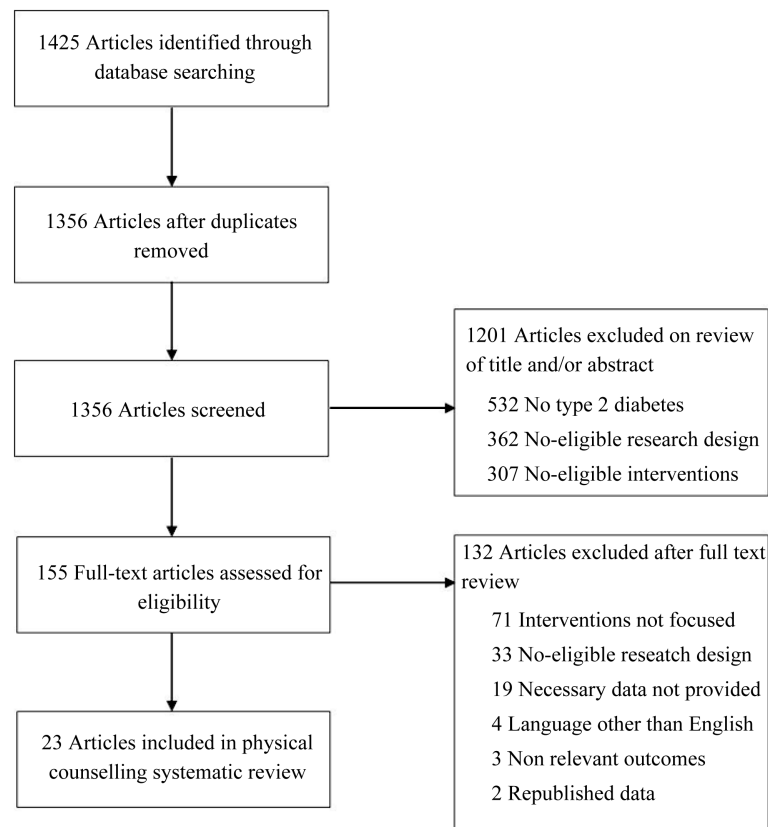 1425 Articles identified through
database searching
1356 Articles after duplicates
removed
1356 Articles screened
1201 Articles excluded on review
of title and/or abstract
532 No type 2 diabetes
362 No-eligible research design
307 No-eligible interventions
155 Full-text articles assessed for
eligibility
132 Articles excluded after full text
review
71 Interventions not focused
33 No-eligible reseatch design
19 Necessary data not provided
4 Language other than English
3 Non relevant outcomes
2 Republished data
23 Articles included in physical
counselling systematic review